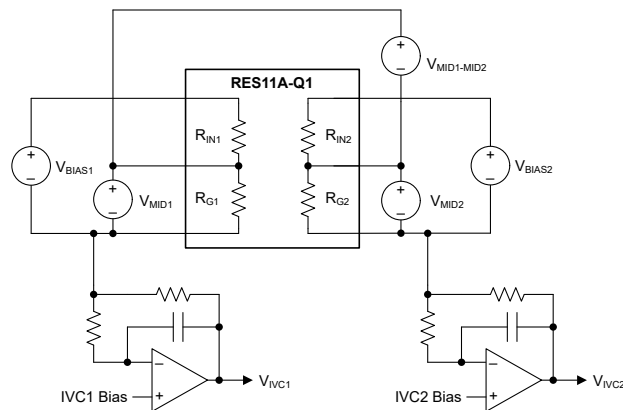 V_MID1-MID2
RES11A-Q1
R_IN1
R_IN2
V_BIAS1
V_BIAS2
V_MID1
R_G1
R_G2
V_MID2
IVC1 Bias
V_IVC1
IVC2 Bias
V_IVC2